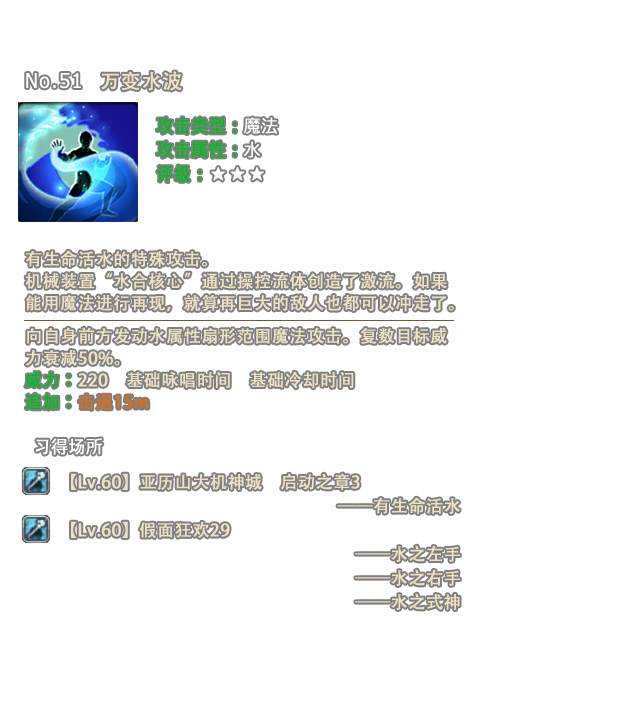 No.51 万变水波
攻击类型：魔法
攻击属性：水
评级：☆☆☆
有生命活水的特殊攻击。
机械装置“水合核心”通过操控流体创造了激流。如果
能用魔法进行再现，就算再巨大的敌人也都可以冲走了。
向自身前方发动水属性扇形范围魔法攻击。复数目标威
力衰减50%。
威力：220 基础咏唱时间 基础冷却时间
追加：击退15m
习得场所
【Lv.60】亚历山大机神城 启动之章3
——有生命活水
【Lv.60】假面狂欢29
——水之左手
——水之右手
——水之式神